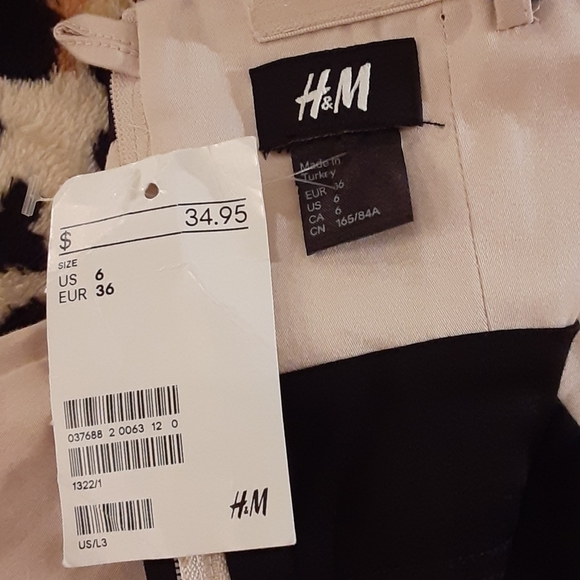 H&M
Made in
Turkey
EUR 36
US 6
CA 6
CN 165/84A
$ 34.95
SIZE
US 6
EUR 36
037688 2 0063 12 0
1322/1
US/L3
H&M